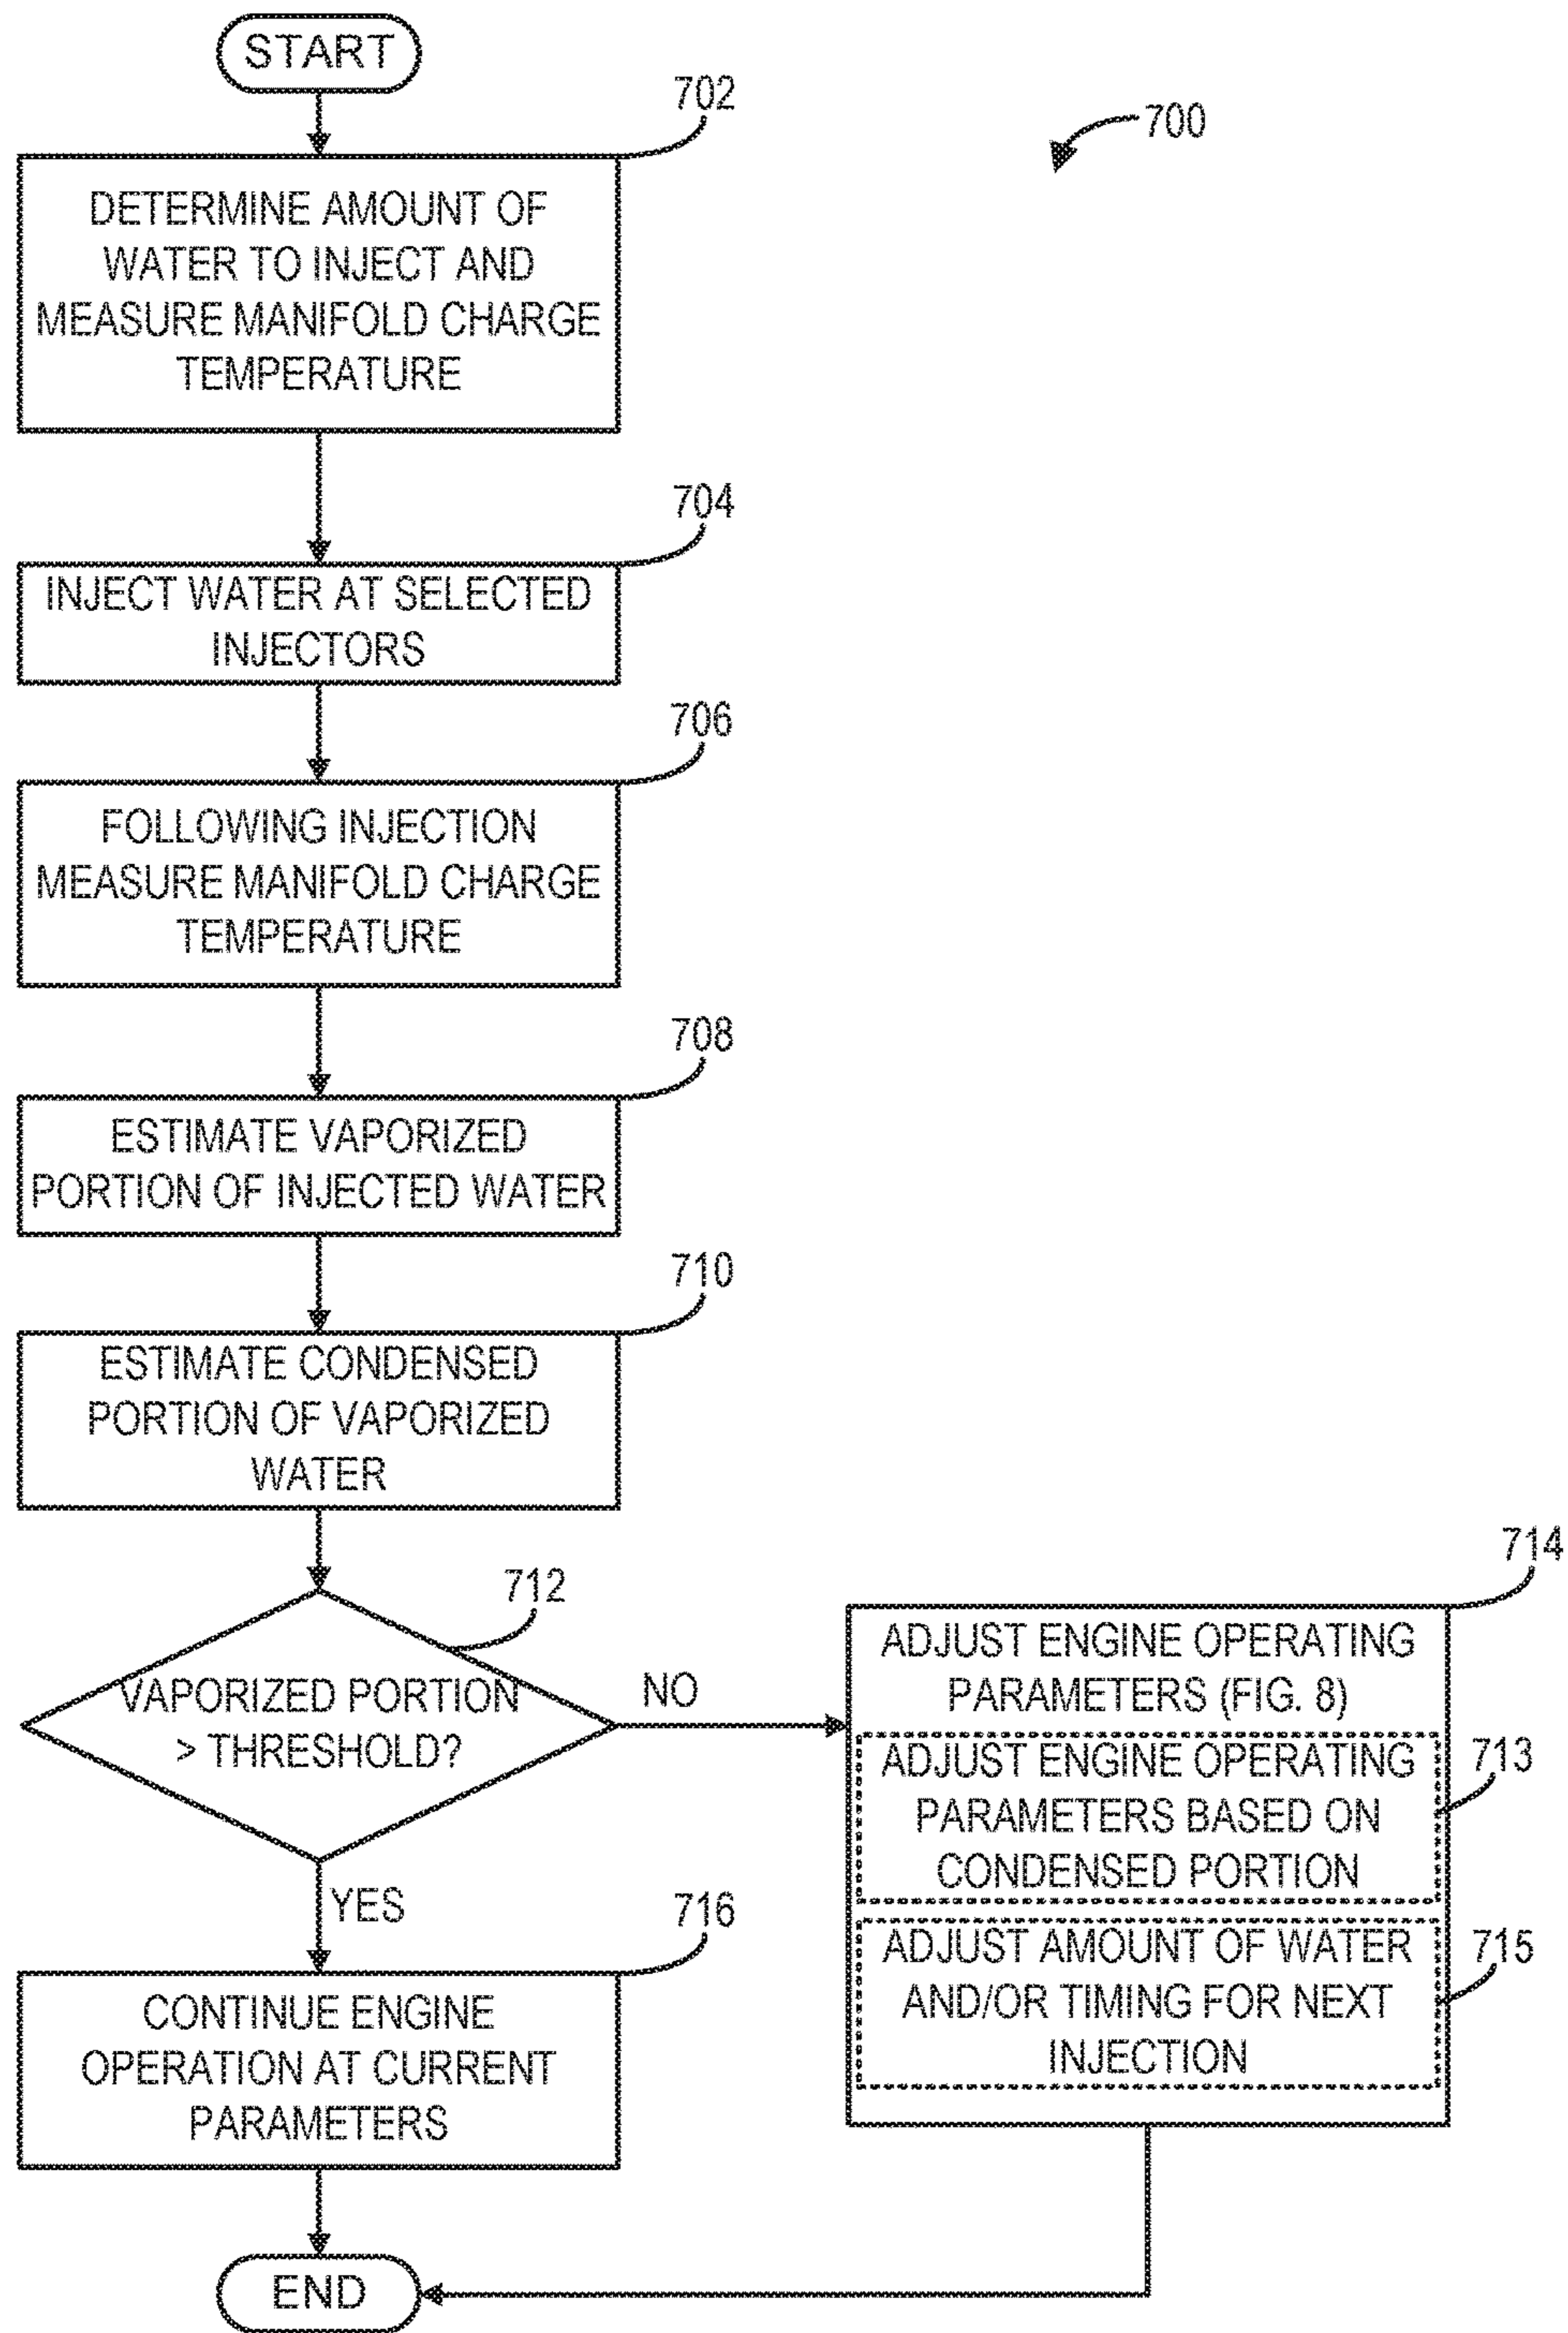 START
702
700
DETERMINE AMOUNT OF
WATER TO INJECT AND
MEASURE MANIFOLD CHARGE
TEMPERATURE
704
INJECT WATER AT SELECTED
INJECTORS
706
FOLLOWING INJECTION
MEASURE MANIFOLD CHARGE
TEMPERATURE
708
ESTIMATE VAPORIZED
PORTION OF INJECTED WATER
710
ESTIMATE CONDENSED
PORTION OF VAPORIZED
WATER
712
VAPORIZED PORTION
> THRESHOLD?
NO
YES
714
ADJUST ENGINE OPERATING
PARAMETERS (FIG. 8)
713
ADJUST ENGINE OPERATING
PARAMETERS BASED ON
CONDENSED PORTION
715
ADJUST AMOUNT OF WATER
AND/OR TIMING FOR NEXT
INJECTION
716
CONTINUE ENGINE
OPERATION AT CURRENT
PARAMETERS
END